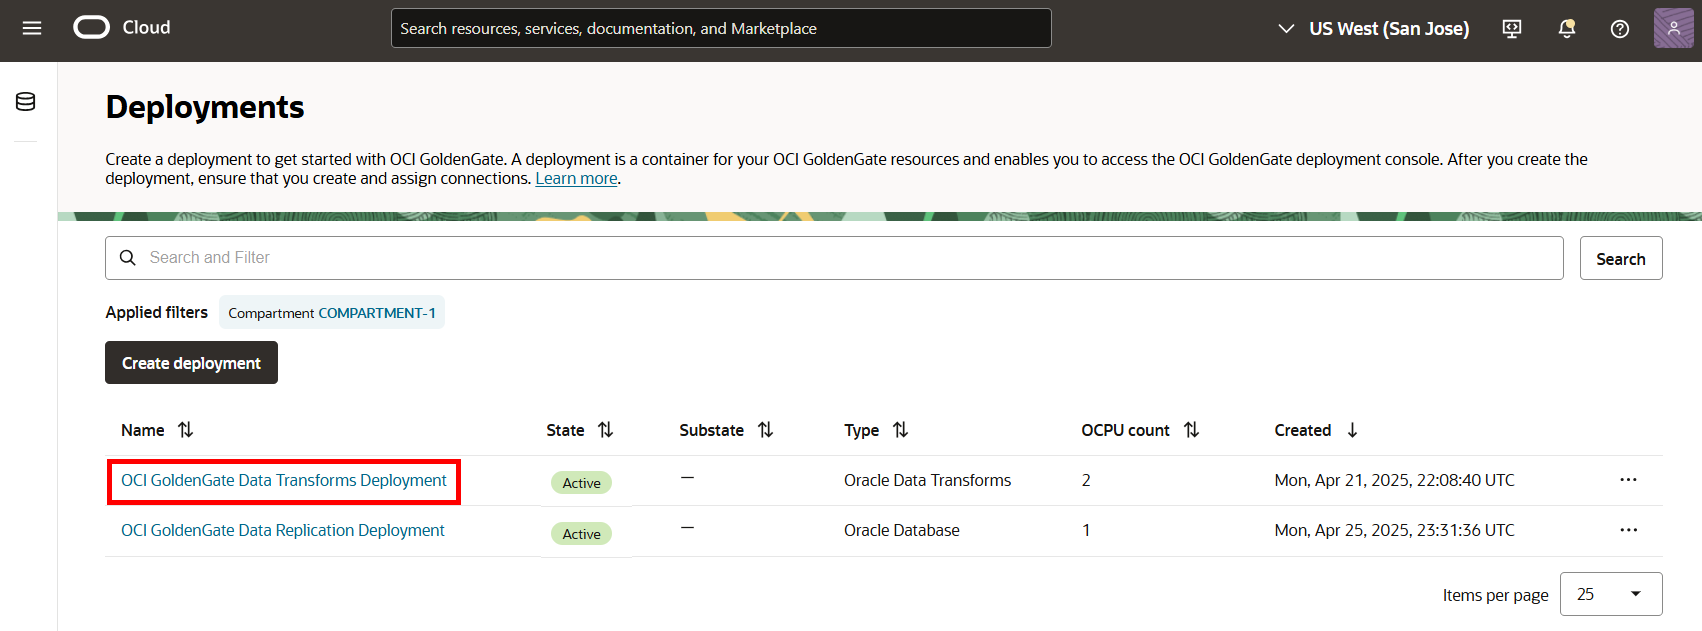 Cloud
Search resources, services, documentation, and Marketplace
US West (San Jose)
Deployments
Create a deployment to get started with OCI GoldenGate. A deployment is a container for your OCI GoldenGate resources and enables you to access the OCI GoldenGate deployment console. After you create the
deployment, ensure that you create and assign connections. Learn more.
Search and Filter
Search
Applied filters Compartment COMPARTMENT-1
Create deployment
Name State Substate Type OCPU count Created
OCI GoldenGate Data Transforms Deployment Active — Oracle Data Transforms 2 Mon, Apr 21, 2025, 22:08:40 UTC
OCI GoldenGate Data Replication Deployment Active — Oracle Database 1 Mon, Apr 25, 2025, 23:31:36 UTC
Items per page 25